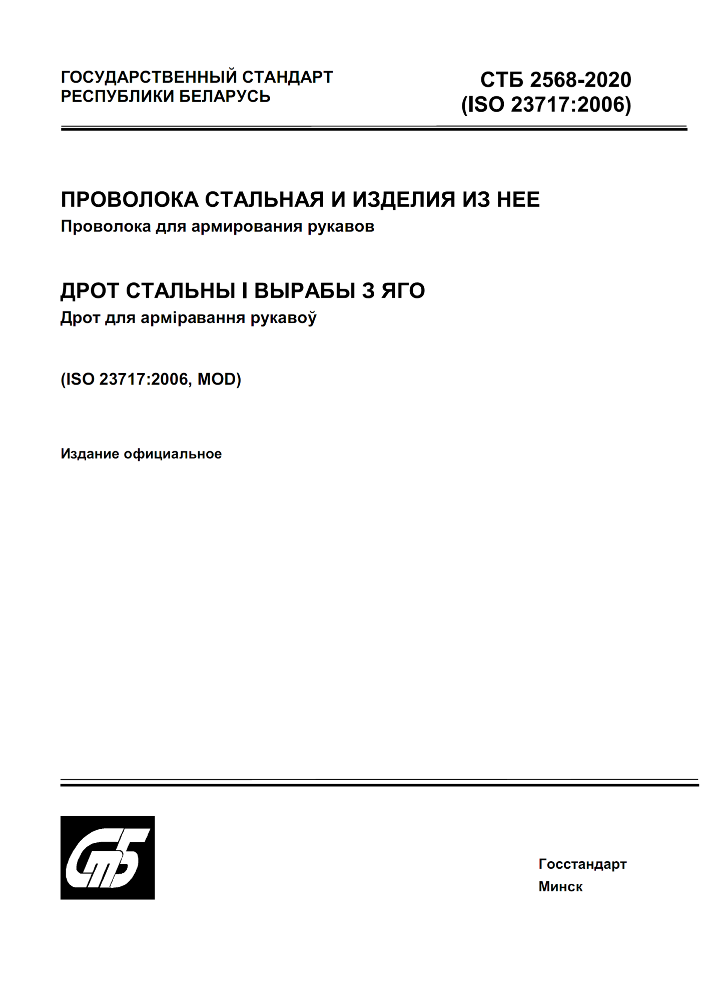 ГОСУДАРСТВЕННЫЙ СТАНДАРТ
РЕСПУБЛИКИ БЕЛАРУСЬ
СТБ 2568-2020
(ISO 23717:2006)
ПРОВОЛОКА СТАЛЬНАЯ И ИЗДЕЛИЯ ИЗ НЕЕ
Проволока для армирования рукавов
ДРОТ СТАЛЬНЫ І ВЫРАБЫ З ЯГО
Дрот для арміравання рукавоў
(ISO 23717:2006, MOD)
Издание официальное
СТБ
Госстандарт
Минск